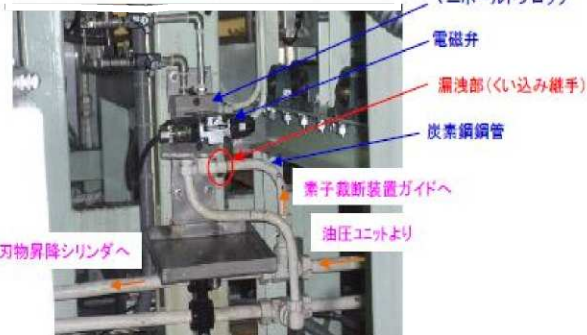 電磁弁
漏洩部(くい込み継手)
炭素鋼鋼管
素子裁断装置ガイドへ
油圧ユニットより
刃物昇降シリンダへ